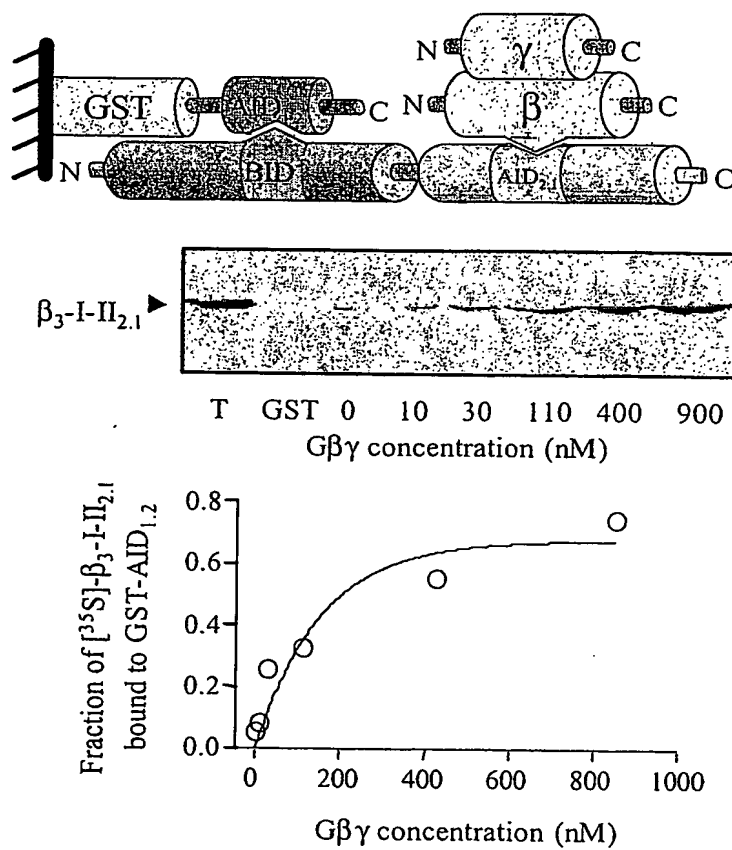 N γ C
GST AID C N β C
N BID AID2.1 C
β3-I-II2.1
T GST 0 10 30 110 400 900
Gβγ concentration (nM)
Fraction of [35S]-β3-I-II2.1
bound to GST-AID1.2
0.8
0.6
0.4
0.2
0.0
0 200 400 600 800 1000
Gβγ concentration (nM)